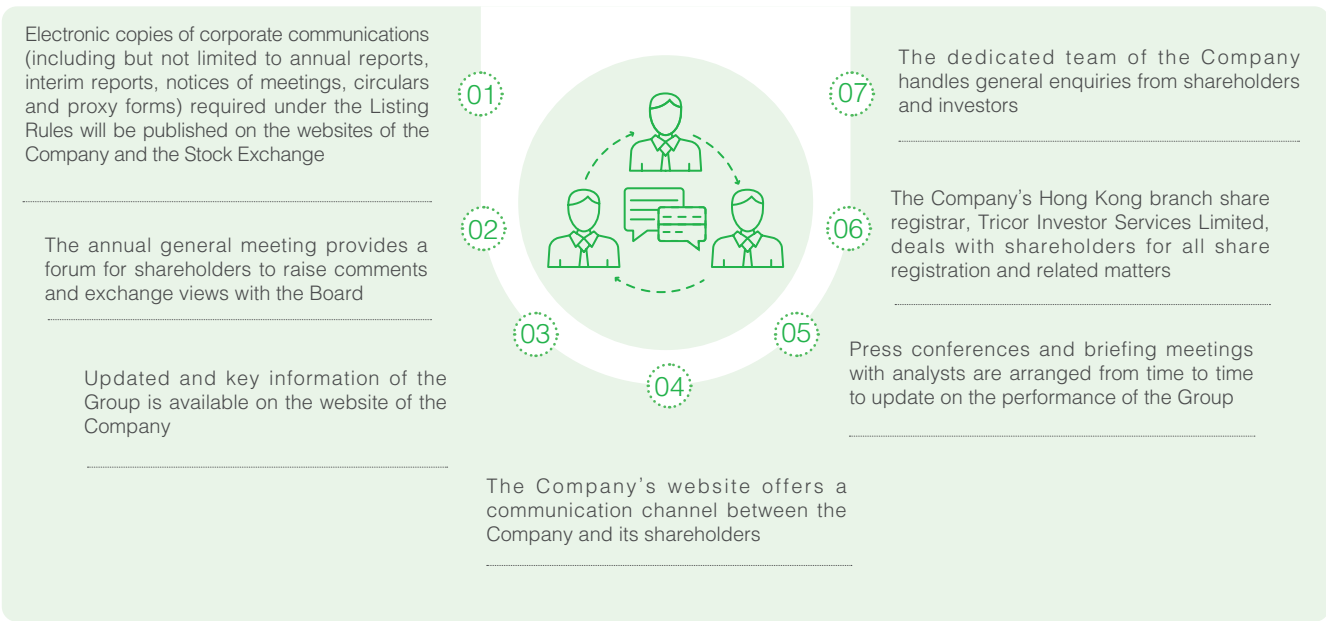 01
Electronic copies of corporate communications
(including but not limited to annual reports,
interim reports, notices of meetings, circulars
and proxy forms) required under the Listing
Rules will be published on the websites of the
Company and the Stock Exchange
02
The annual general meeting provides a
forum for shareholders to raise comments
and exchange views with the Board
03
Updated and key information of the
Group is available on the website of the
Company
04
The Company's website offers a
communication channel between the
Company and its shareholders
05
Press conferences and briefing meetings
with analysts are arranged from time to time
to update on the performance of the Group
06
The Company's Hong Kong branch share
registrar, Tricor Investor Services Limited,
deals with shareholders for all share
registration and related matters
07
The dedicated team of the Company
handles general enquiries from shareholders
and investors